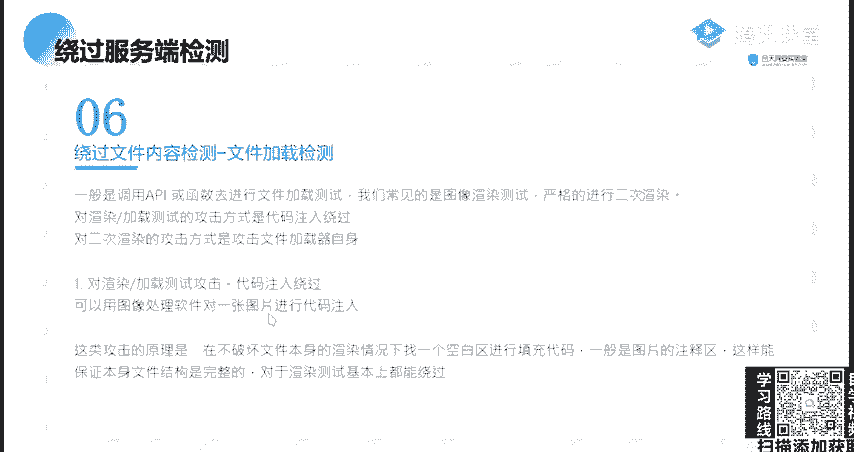 绕过服务端检测
06
绕过文件内容检测-文件加载检测
一般是调用API 或函数去进行文件加载测试，我们常见的是图像渲染测试，严格的进行二次渲染。
对渲染/加载测试的攻击方式是代码注入绕过
对二次渲染的攻击方式是攻击文件加载器自身
1. 对渲染/加载测试攻击 - 代码注入绕过
可以用图像处理软件对一张图片进行代码注入
这类攻击的原理是 在不破坏文件本身的渲染情况下找一个空白区进行填充代码，一般是图片的注释区，这样能
保证本身文件结构是完整的，对于渲染测试基本上都能绕过
学习路线
扫描添加获取